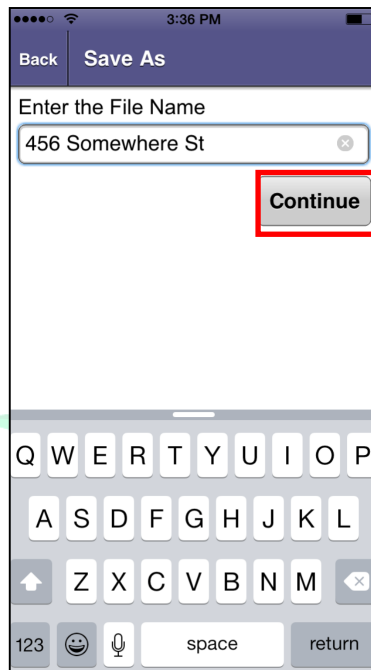 3:36 PM
Back Save As
Enter the File Name
456 Somewhere St
Continue
Q W E R T Y U I O P
A S D F G H J K L
Z X C V B N M
123 space return